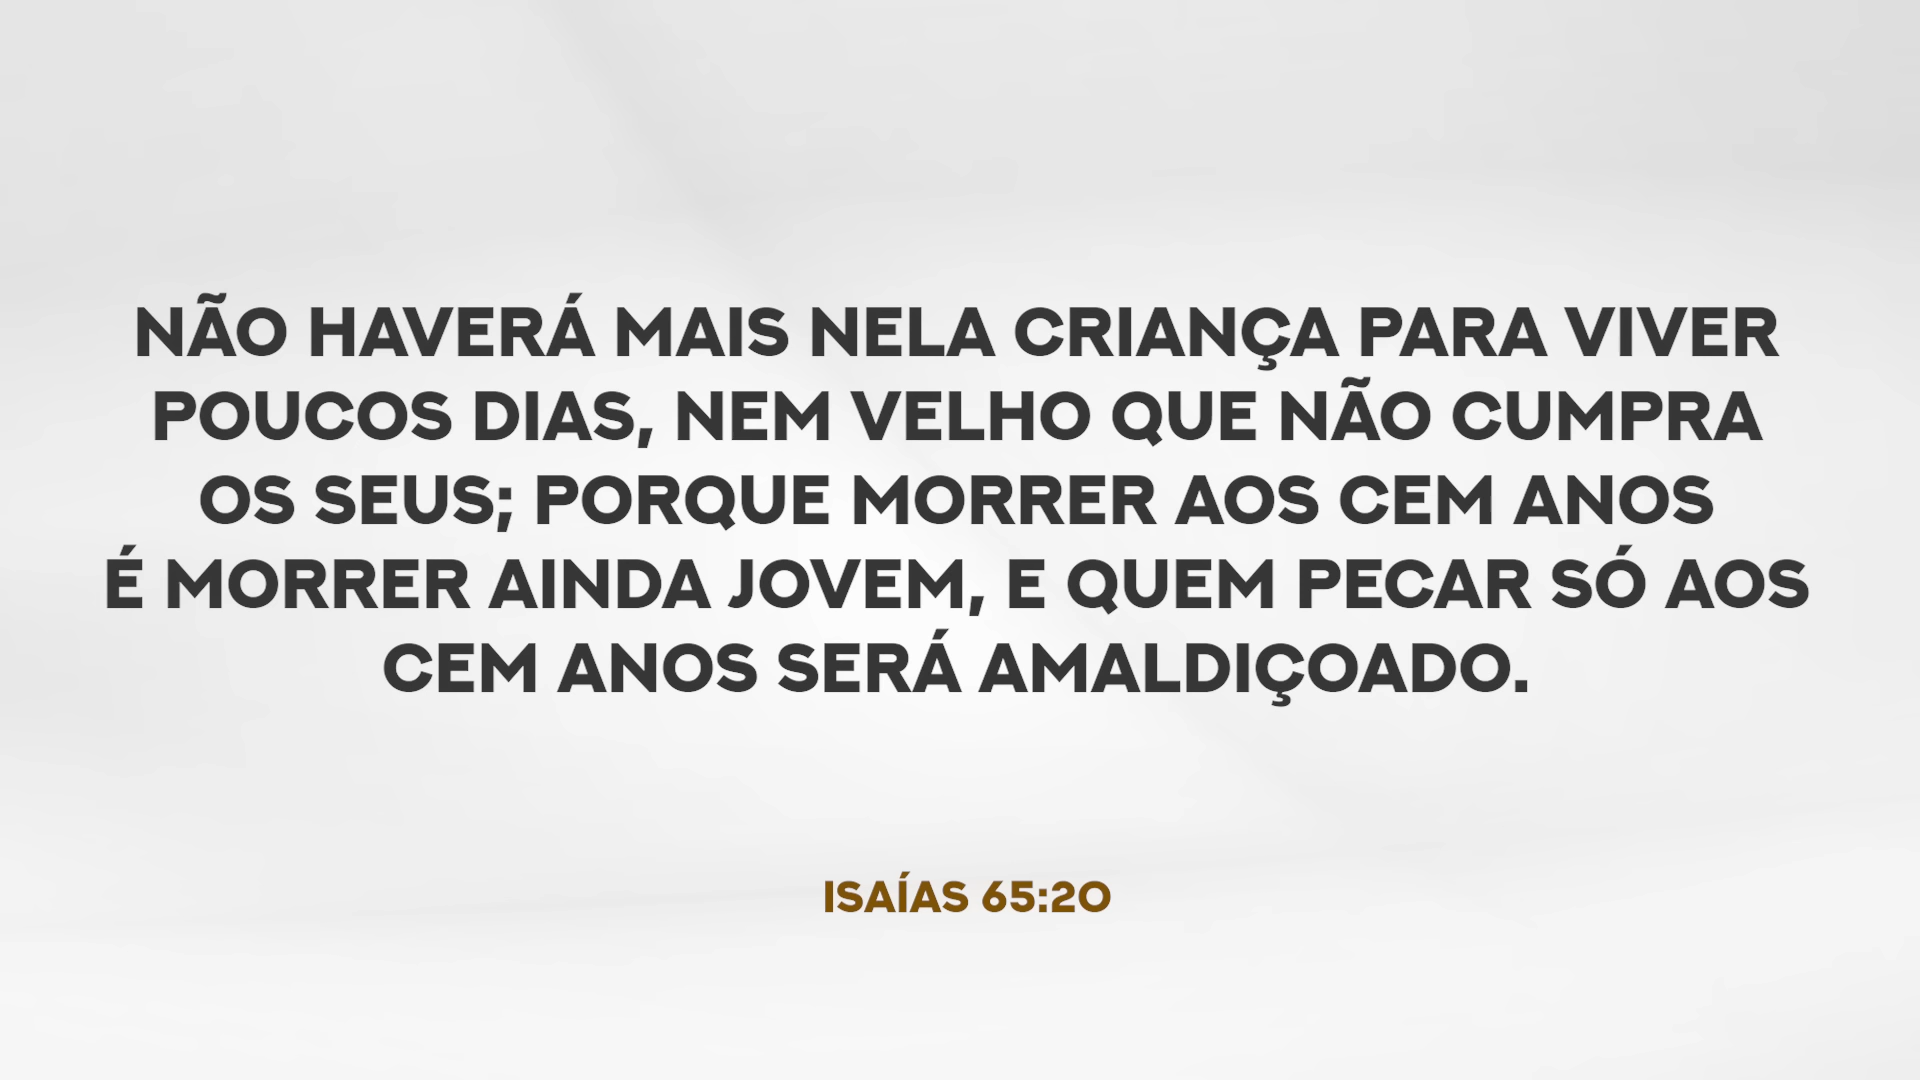 NÃO HAVERÁ MAIS NELA CRIANÇA PARA VIVER
POUCOS DIAS, NEM VELHO QUE NÃO CUMPRA
OS SEUS; PORQUE MORRER AOS CEM ANOS
É MORRER AINDA JOVEM, E QUEM PECAR SÓ AOS
CEM ANOS SERÁ AMALDIÇOADO.
ISAÍAS 65:20